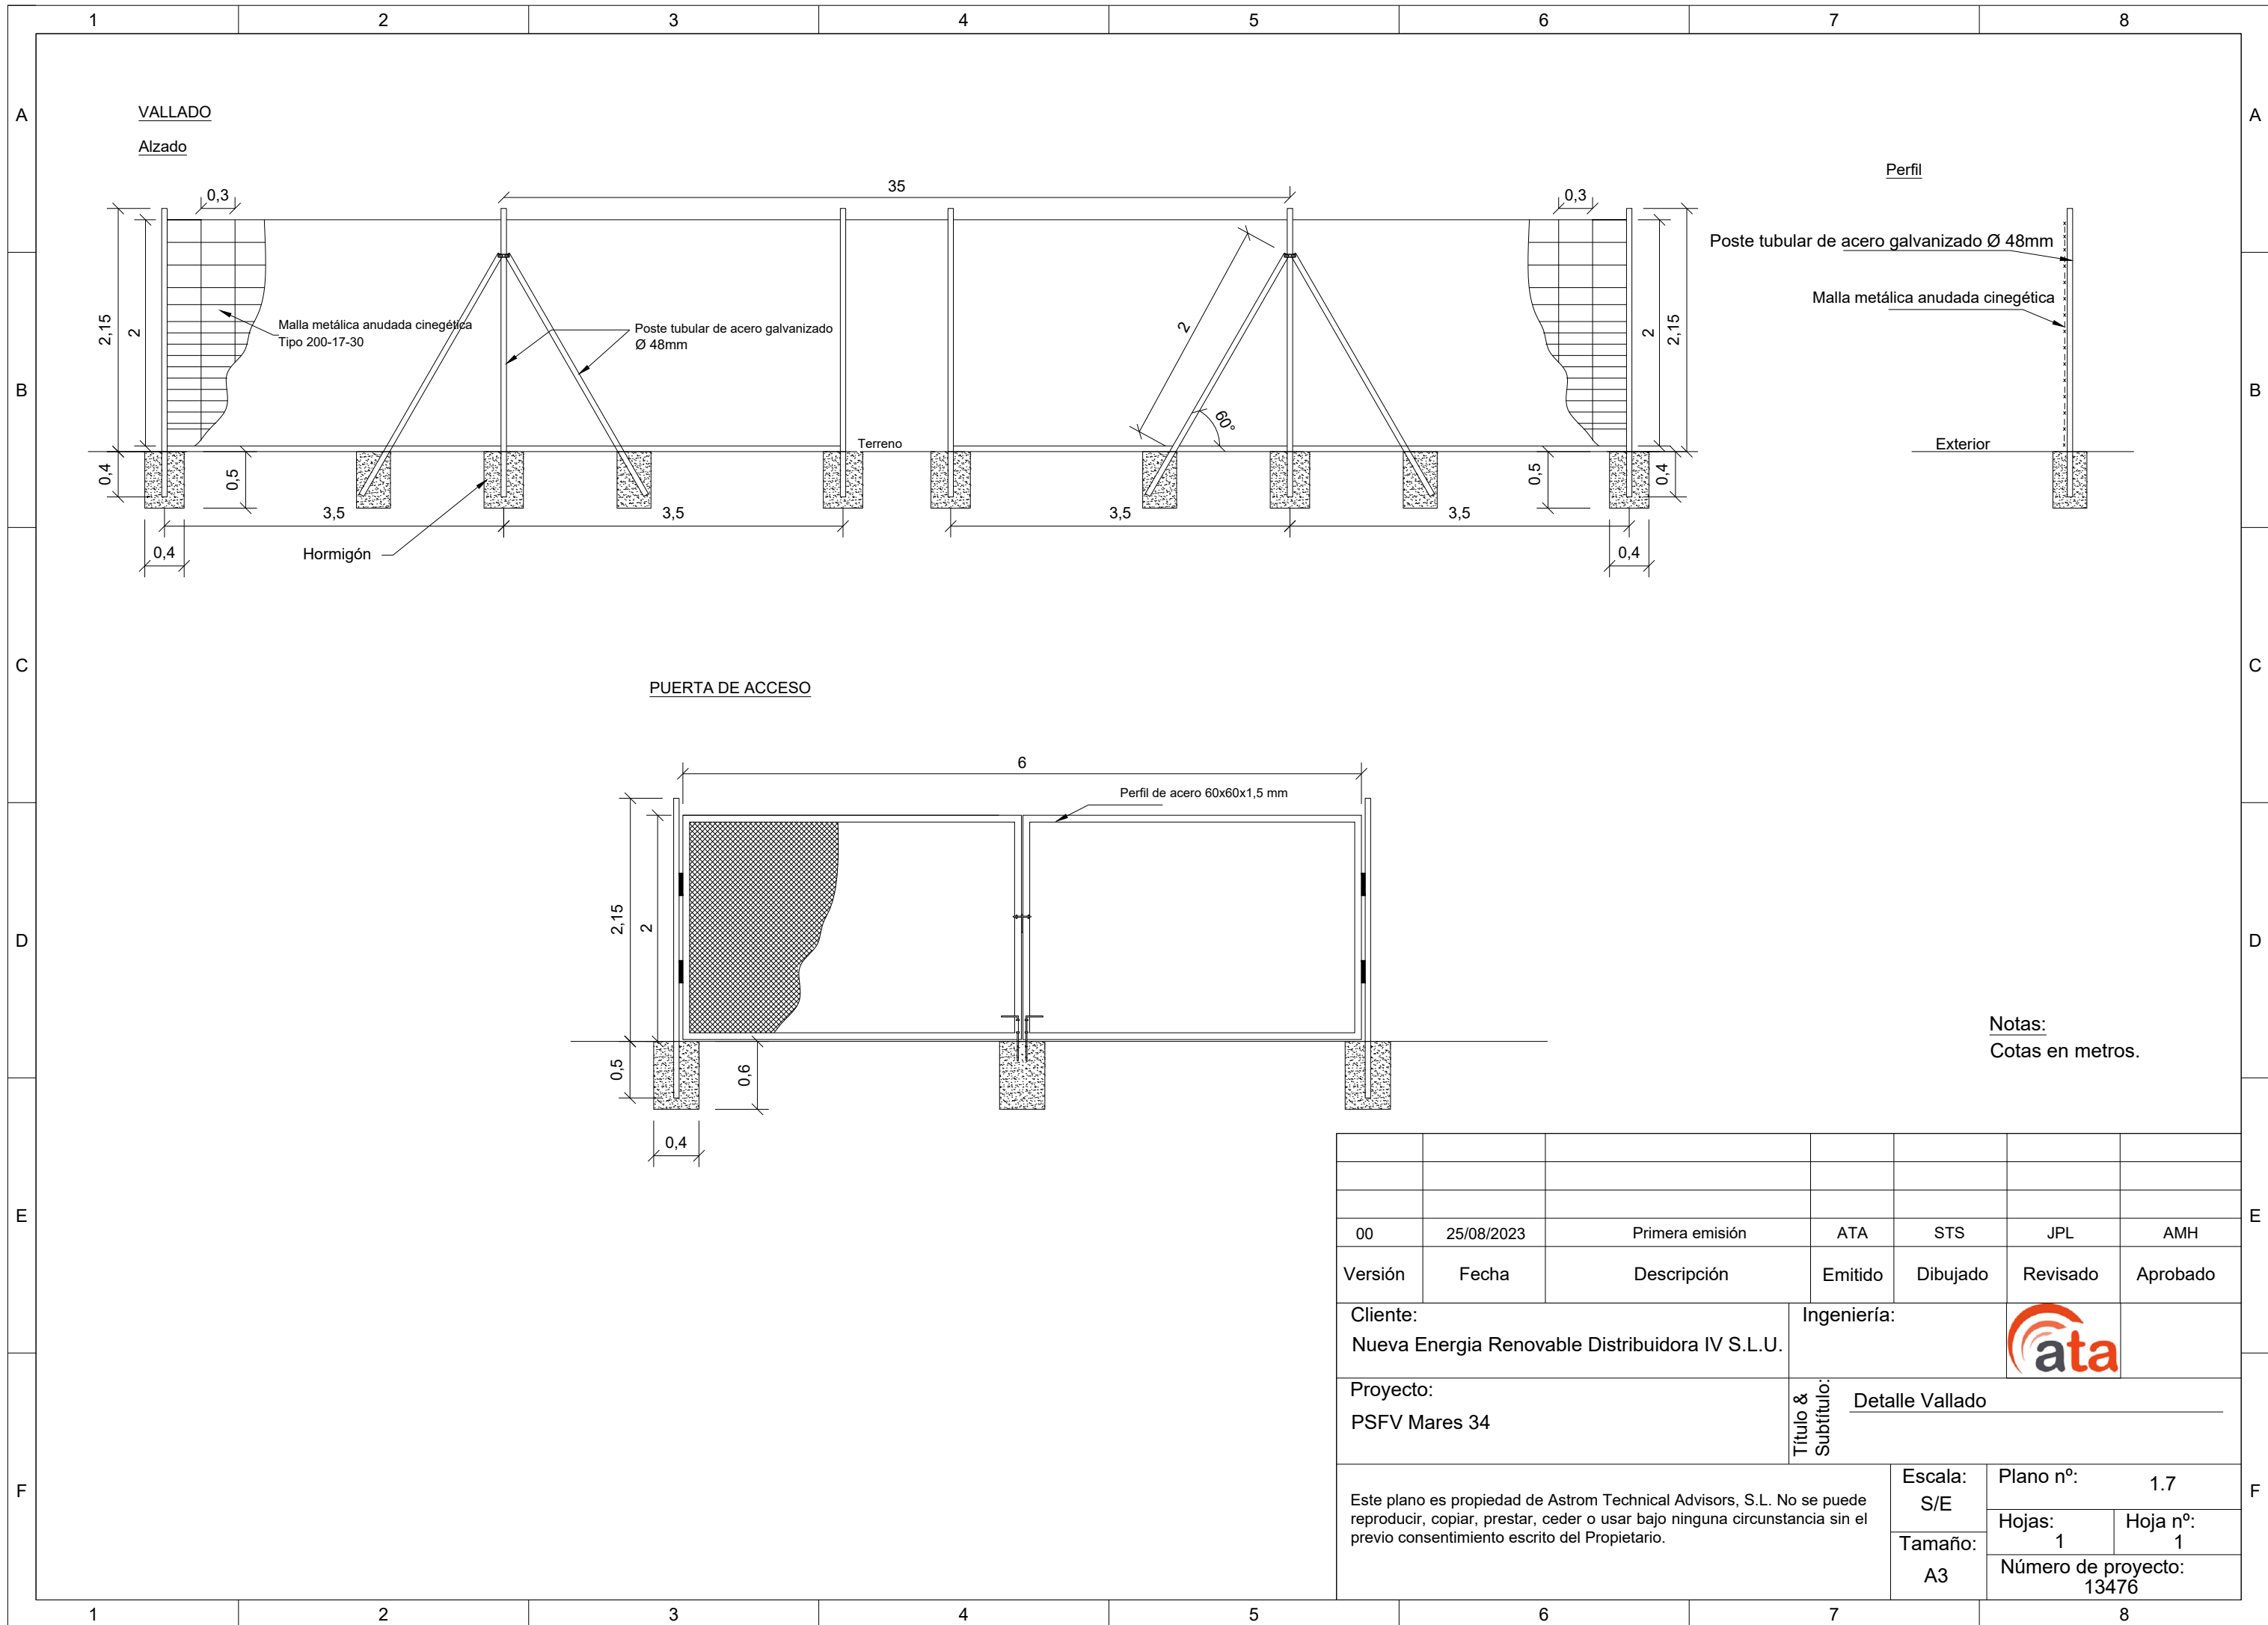 1 2 3 4 5 6 7 8
A A
B B
C C
D D
E E
F F
VALLADO
Alzado
0,3
35
0,3
2,15
2
Malla metálica anudada cinegética
Tipo 200-17-30
Poste tubular de acero galvanizado
Ø 48mm
2
60°
2
2,15
Terreno
0,4
0,5
3,5
3,5
3,5
3,5
0,5
0,4
0,4
Hormigón
0,4
Perfil
Poste tubular de acero galvanizado Ø 48mm
Malla metálica anudada cinegética
Exterior
PUERTA DE ACCESO
6
Perfil de acero 60x60x1,5 mm
2,15
2
0,5
0,6
0,4
Notas:
Cotas en metros.
00 25/08/2023 Primera emisión ATA STS JPL AMH
Versión Fecha Descripción Emitido Dibujado Revisado Aprobado
Cliente:
Nueva Energia Renovable Distribuidora IV S.L.U.
Ingeniería:
ata
Proyecto:
PSFV Mares 34
Título &
Subtítulo:
Detalle Vallado
Este plano es propiedad de Astrom Technical Advisors, S.L. No se puede
reproducir, copiar, prestar, ceder o usar bajo ninguna circunstancia sin el
previo consentimiento escrito del Propietario.
Escala:
S/E
Plano nº: 1.7
Hojas:
1
Hoja nº:
1
Tamaño:
A3
Número de proyecto:
13476
1 2 3 4 5 6 7 8